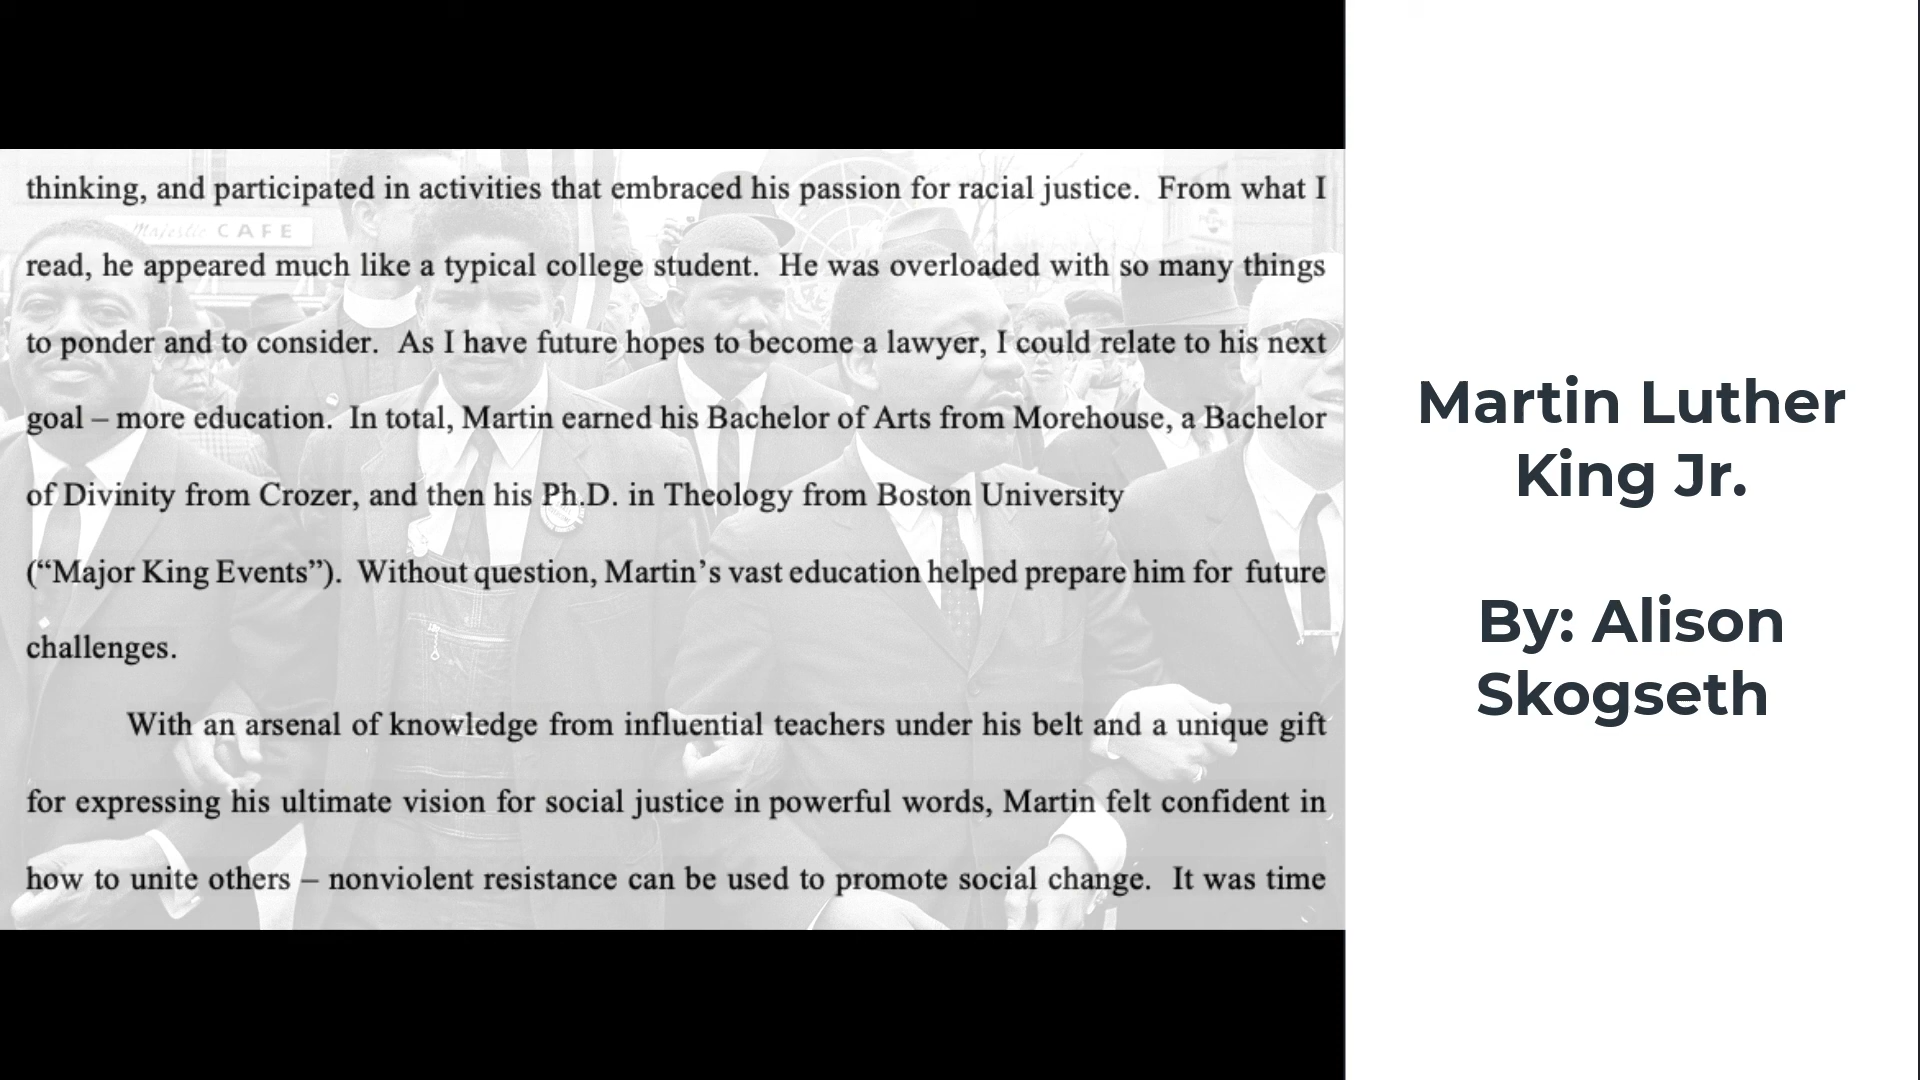 thinking, and participated in activities that embraced his passion for racial justice.  From what I
Majestic CAFE
read, he appeared much like a typical college student.  He was overloaded with so many things
to ponder and to consider.  As I have future hopes to become a lawyer, I could relate to his next
goal – more education.  In total, Martin earned his Bachelor of Arts from Morehouse, a Bachelor
of Divinity from Crozer, and then his Ph.D. in Theology from Boston University
(“Major King Events”).  Without question, Martin’s vast education helped prepare him for future
challenges.
With an arsenal of knowledge from influential teachers under his belt and a unique gift
for expressing his ultimate vision for social justice in powerful words, Martin felt confident in
how to unite others – nonviolent resistance can be used to promote social change.  It was time
Martin Luther
King Jr.
By: Alison
Skogseth